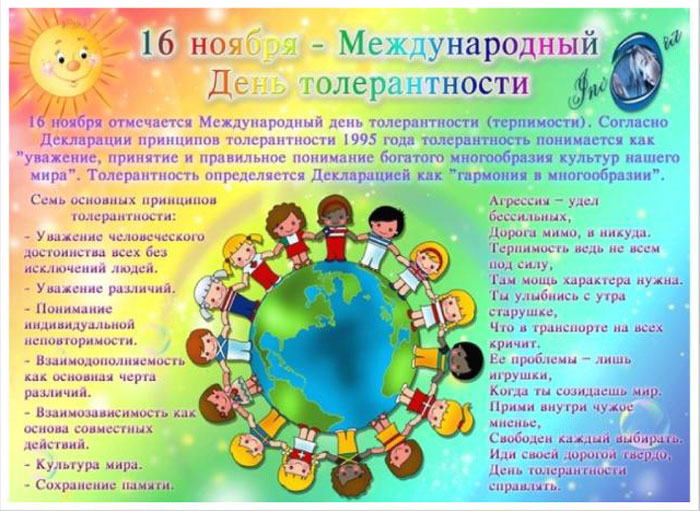 16 ноября - Международный
День толерантности
16 ноября отмечается Международный день толерантности (терпимости). Согласно
Декларации принципов толерантности 1995 года толерантность понимается как
"уважение, принятие и правильное понимание богатого многообразия культур нашего
мира". Толерантность определяется Декларацией как "гармония в многообразии".
Семь основных принципов
толерантности:
- Уважение человеческого
достоинства всех без
исключений людей.
- Уважение различий.
- Понимание
индивидуальной
неповторимости.
- Взаимодополняемость
как основная черта
различий.
- Взаимозависимость как
основа совместных
действий.
- Культура мира.
- Сохранение памяти.
Агрессия – удел
бессильных,
Дорога мимо, в никуда.
Терпимость ведь не всем
под силу,
Там мощь характера нужна.
Ты улыбнись с утра
старушке,
Что в транспорте на всех
кричит.
Ее проблемы – лишь
игрушки,
Когда ты созидаешь мир.
Прими внутри чужое
мненье,
Свободен каждый выбирать.
Иди своей дорогой твердо,
День толерантности
справлять.